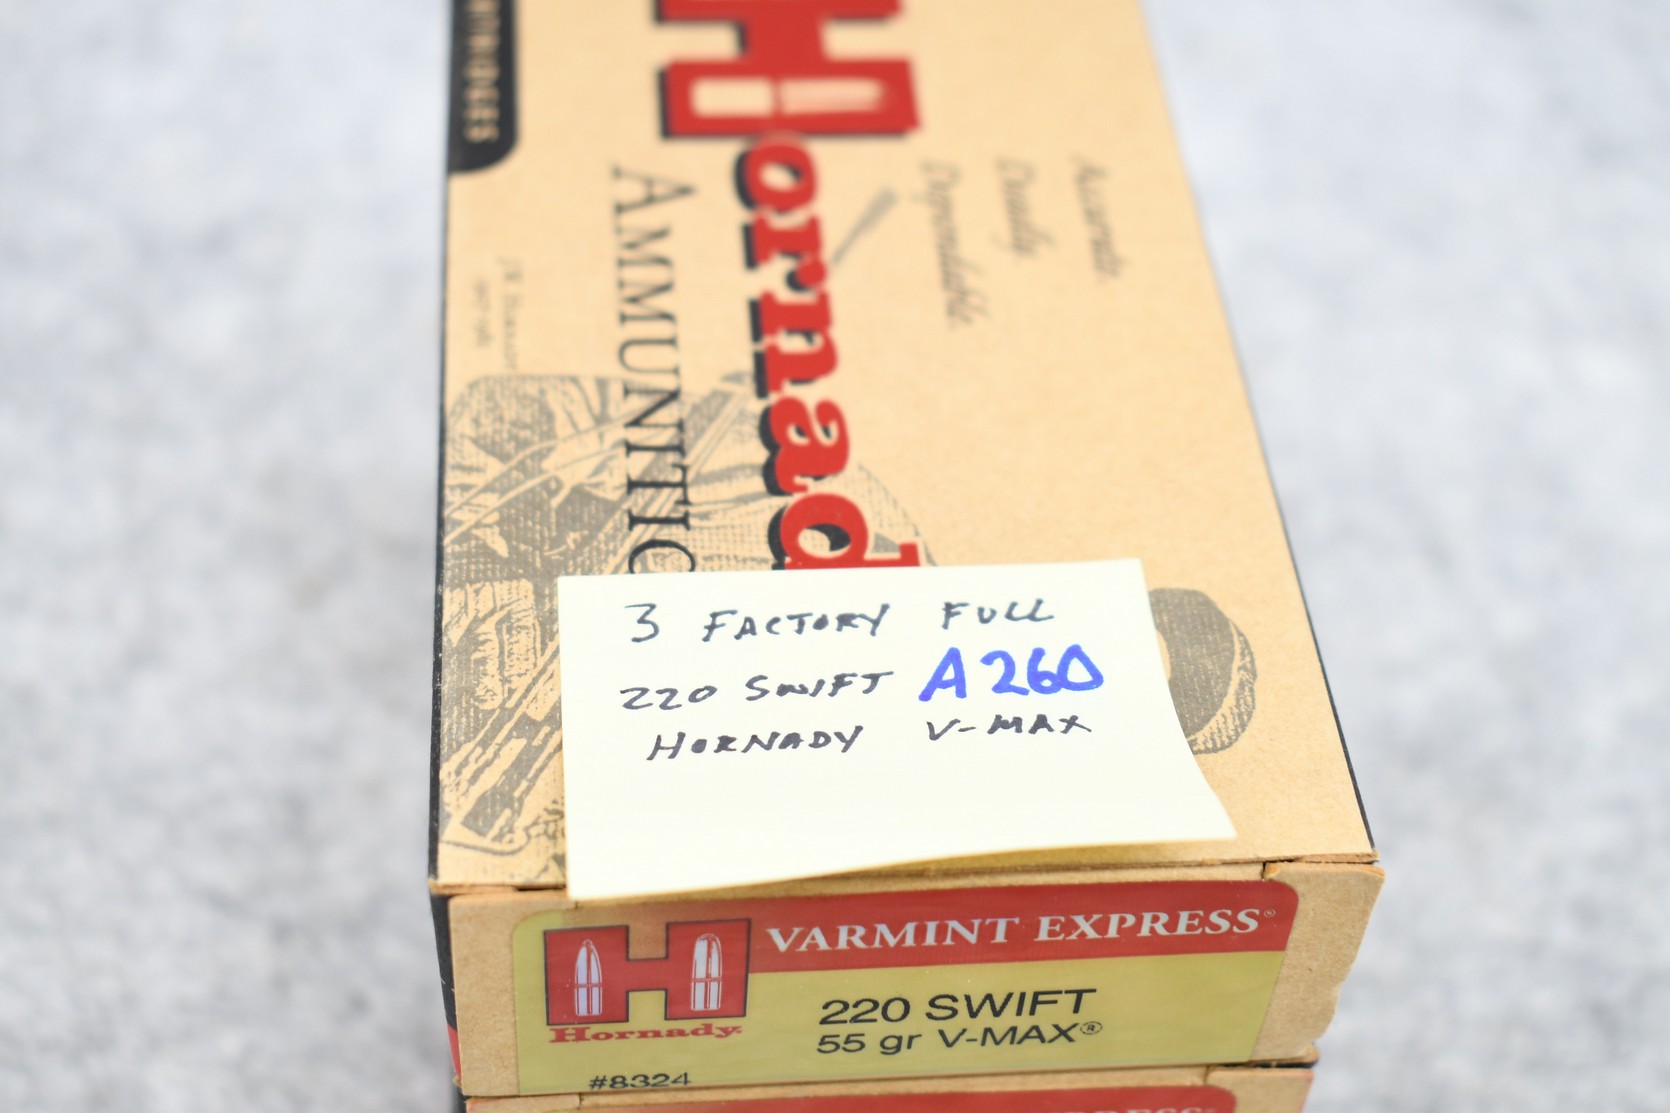 Hornad
AMMUNITIO
Accurate.
Deadly.
Dependable.
3 FACTORY FULL
220 SWIFT A260
HORNADY V-MAX
VARMINT EXPRESS®
Hornady
220 SWIFT
55 gr V-MAX®
#8324